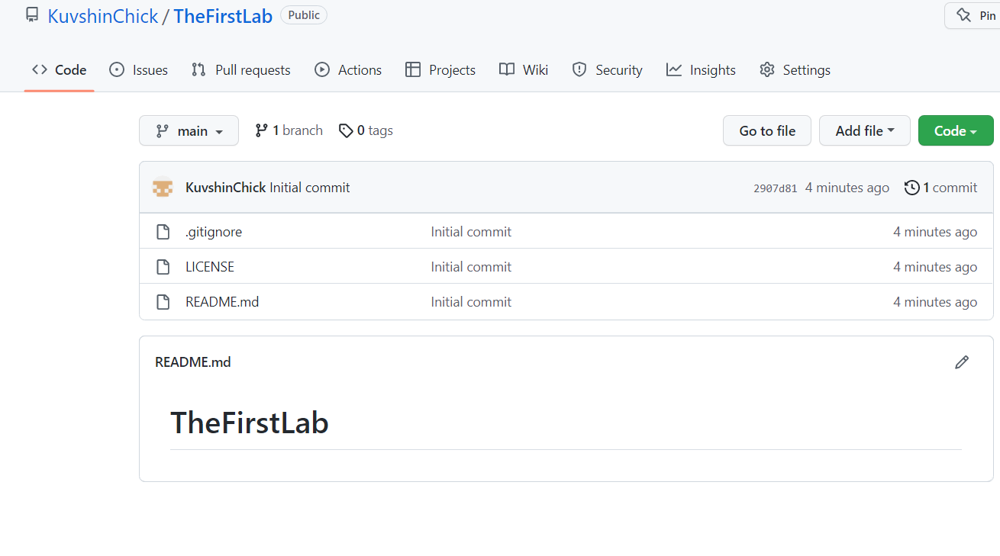 KuvshinChick / TheFirstLab Public Pin
Code Issues Pull requests Actions Projects Wiki Security Insights Settings
main 1 branch 0 tags Go to file Add file Code
KuvshinChick Initial commit 2907d81 4 minutes ago 1 commit
.gitignore Initial commit 4 minutes ago
LICENSE Initial commit 4 minutes ago
README.md Initial commit 4 minutes ago
README.md
TheFirstLab